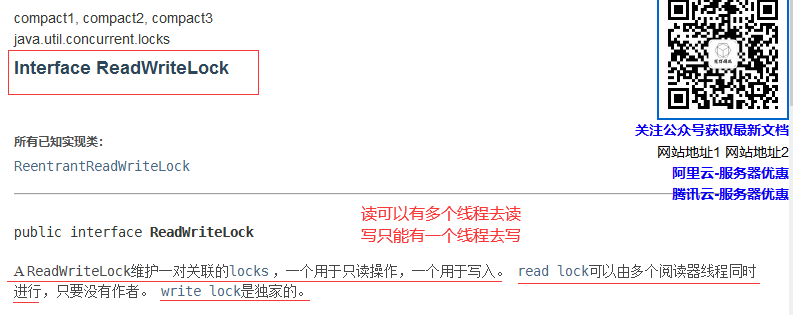 compact1, compact2, compact3
java.util.concurrent.locks
Interface ReadWriteLock
关注公众号获取最新文档
所有已知实现类：
网站地址1 网站地址2
ReentrantReadWriteLock
阿里云-服务器优惠
腾讯云-服务器优惠
读可以有多个线程去读
public interface ReadWriteLock
写只能有一个线程去写
A ReadWriteLock维护一对关联的locks ，一个用于只读操作，一个用于写入。 read lock可以由多个阅读器线程同时
进行，只要没有作者。 write lock是独家的。